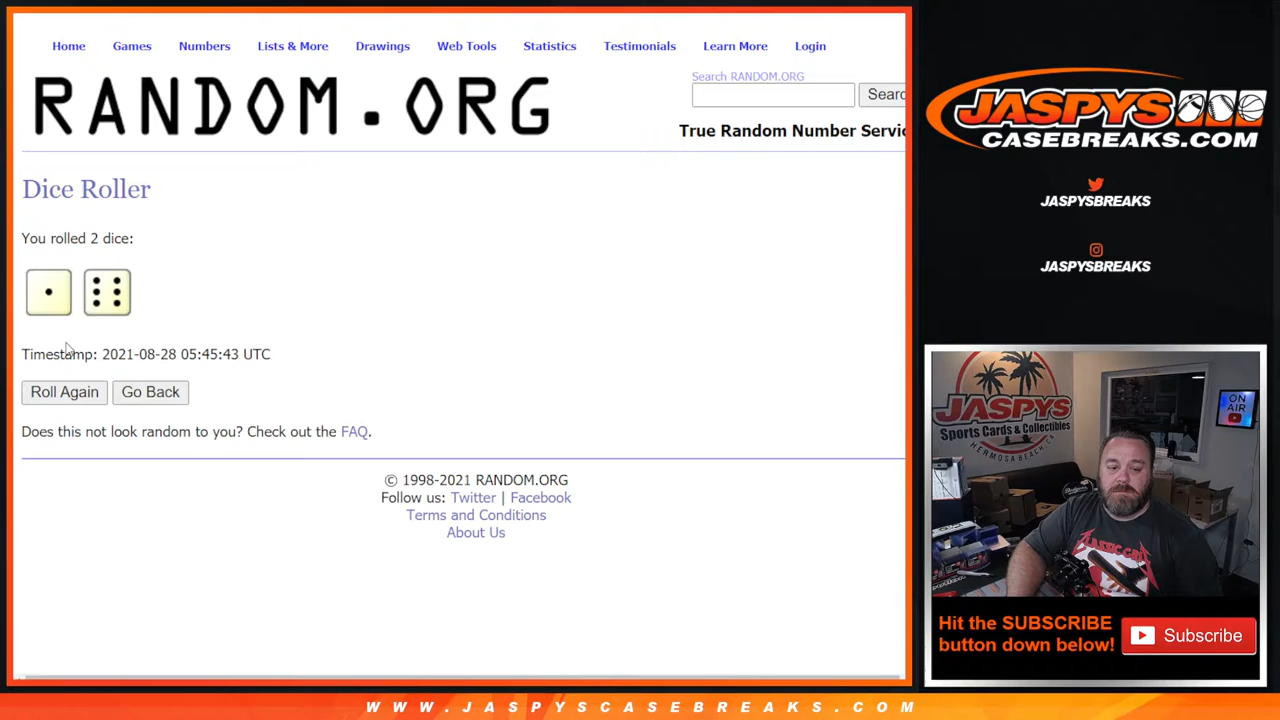 Home Games Numbers Lists & More Drawings Web Tools Statistics Testimonials Learn More Login
RANDOM.ORG
Search RANDOM.ORG
Searc
True Random Number Servic
Dice Roller
You rolled 2 dice:
Timestamp: 2021-08-28 05:45:43 UTC
Roll Again Go Back
Does this not look random to you? Check out the FAQ.
© 1998-2021 RANDOM.ORG
Follow us: Twitter | Facebook
Terms and Conditions
About Us
JASPYS
CASEBREAKS.COM
JASPYSBREAKS
JASPYSBREAKS
JASPYS
Sports Cards & Collectibles
HERMOSA BEACH, CA
ON
AIR
Dodgers
Hit the SUBSCRIBE
button down below!
Subscribe
WWW.JASPYSCASEBREAKS.COM